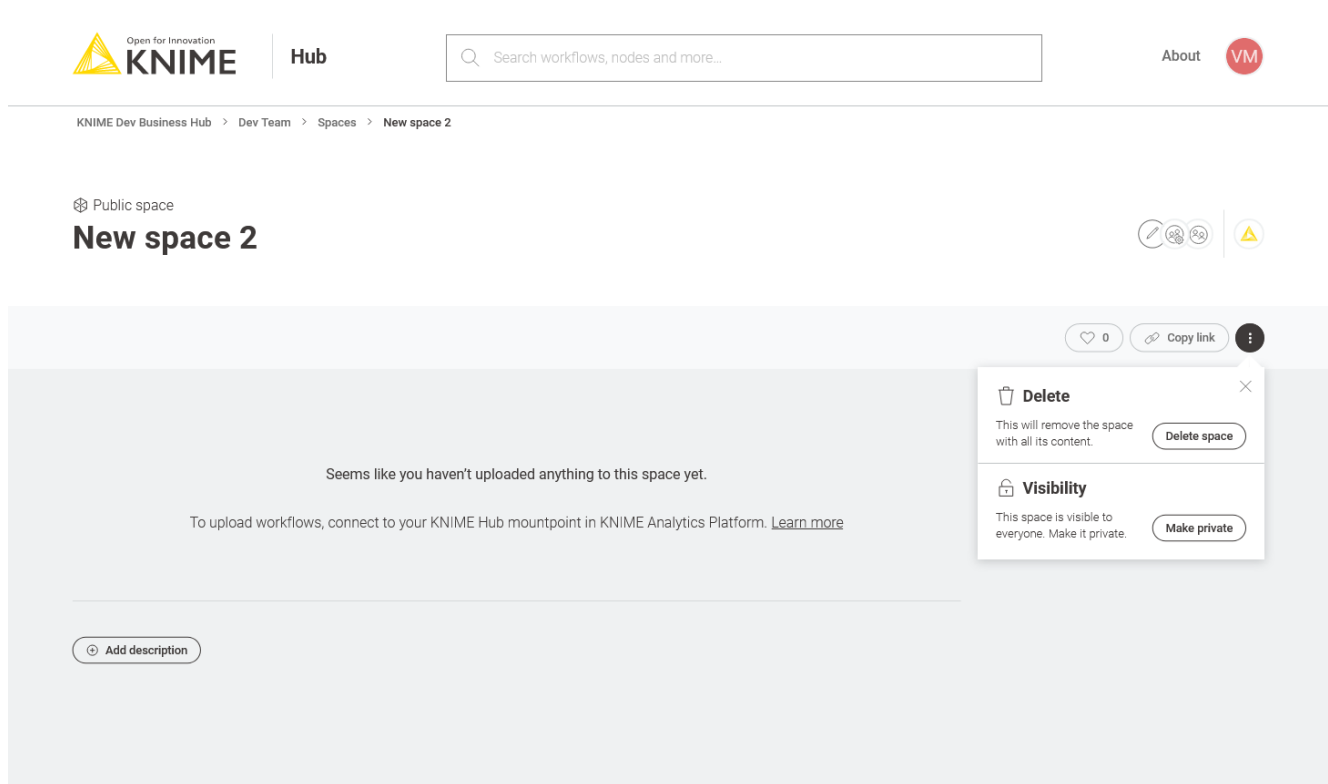 Open for Innovation
KNIME
Hub
Search workflows, nodes and more...
About
VM
KNIME Dev Business Hub > Dev Team > Spaces > New space 2
Public space
New space 2
0
Copy link
Delete
This will remove the space
with all its content.
Delete space
Visibility
This space is visible to
everyone. Make it private.
Make private
Seems like you haven’t uploaded anything to this space yet.
To upload workflows, connect to your KNIME Hub mountpoint in KNIME Analytics Platform. Learn more
Add description